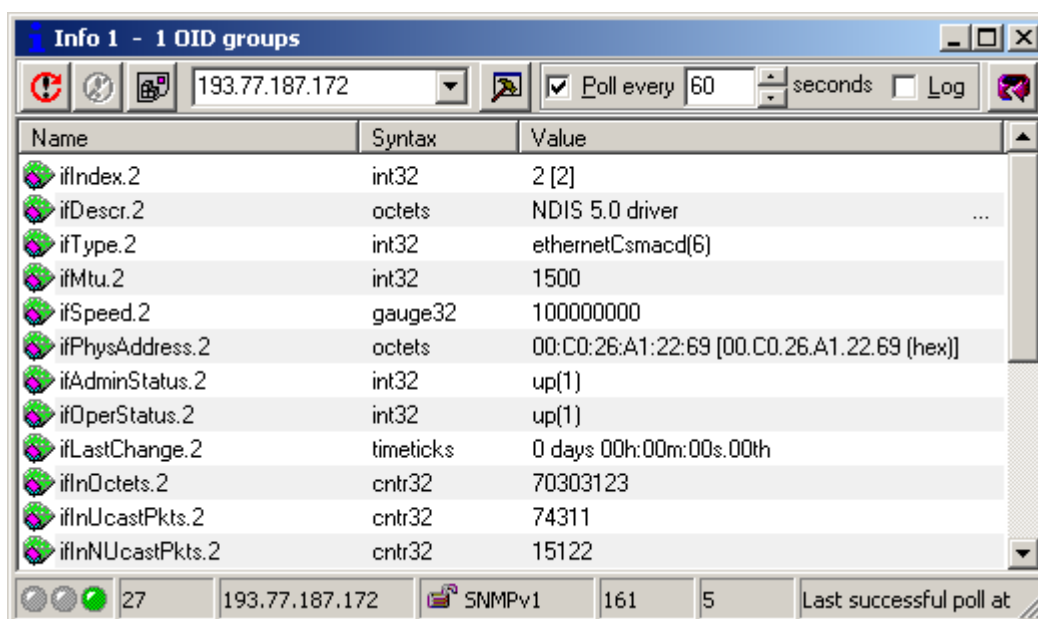 Info 1 - 1 OID groups
193.77.187.172 Poll every 60 seconds Log
Name Syntax Value
ifIndex.2 int32 2 [2]
ifDescr.2 octets NDIS 5.0 driver ...
ifType.2 int32 ethernetCsmacd(6)
ifMtu.2 int32 1500
ifSpeed.2 gauge32 100000000
ifPhysAddress.2 octets 00:C0:26:A1:22:69 [00.C0.26.A1.22.69 (hex)]
ifAdminStatus.2 int32 up(1)
ifOperStatus.2 int32 up(1)
ifLastChange.2 timeticks 0 days 00h:00m:00s.00th
ifInOctets.2 cntr32 70303123
ifInUcastPkts.2 cntr32 74311
ifInNUcastPkts.2 cntr32 15122
27 193.77.187.172 SNMPv1 161 5 Last successful poll at